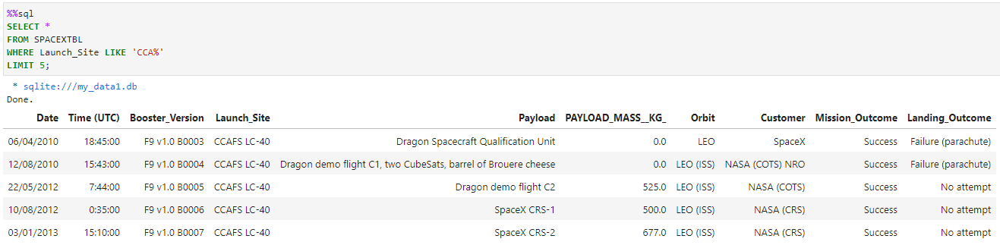 %%sql
SELECT *
FROM SPACEXTBL
WHERE Launch_Site LIKE 'CCA%'
LIMIT 5;
* sqlite:///my_data1.db
Done.
Date Time (UTC) Booster_Version Launch_Site Payload PAYLOAD_MASS__KG_ Orbit Customer Mission_Outcome Landing_Outcome
06/04/2010 18:45:00 F9 v1.0 B0003 CCAFS LC-40 Dragon Spacecraft Qualification Unit 0.0 LEO SpaceX Success Failure (parachute)
12/08/2010 15:43:00 F9 v1.0 B0004 CCAFS LC-40 Dragon demo flight C1, two CubeSats, barrel of Brouere cheese 0.0 LEO (ISS) NASA (COTS) NRO Success Failure (parachute)
22/05/2012 7:44:00 F9 v1.0 B0005 CCAFS LC-40 Dragon demo flight C2 525.0 LEO (ISS) NASA (COTS) Success No attempt
10/08/2012 0:35:00 F9 v1.0 B0006 CCAFS LC-40 SpaceX CRS-1 500.0 LEO (ISS) NASA (CRS) Success No attempt
03/01/2013 15:10:00 F9 v1.0 B0007 CCAFS LC-40 SpaceX CRS-2 677.0 LEO (ISS) NASA (CRS) Success No attempt